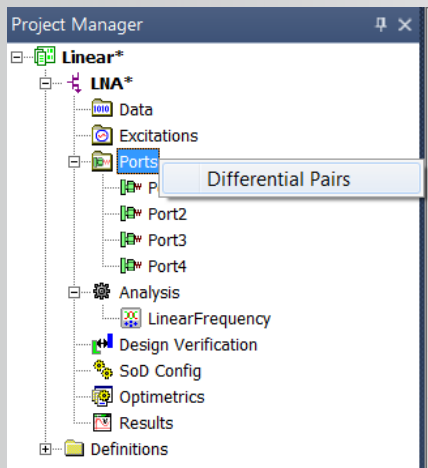 Project Manager
Linear*
LNA*
Data
Excitations
Ports
Differential Pairs
P
Port2
Port3
Port4
Analysis
LinearFrequency
Design Verification
SoD Config
Optimetrics
Results
Definitions